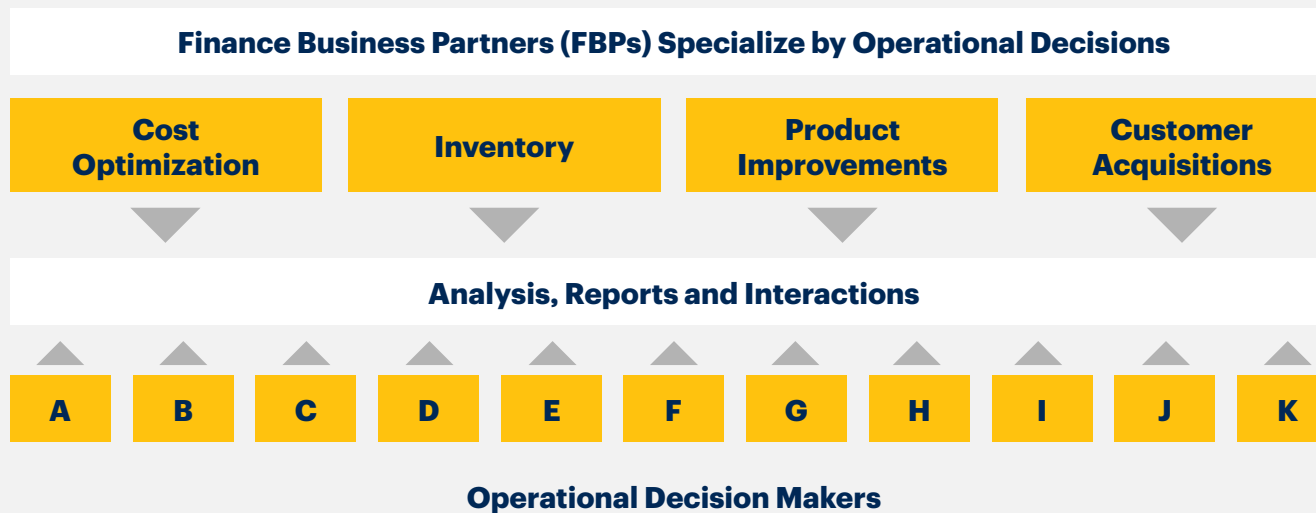 Finance Business Partners (FBPs) Specialize by Operational Decisions
Cost
Optimization
Inventory
Product
Improvements
Customer
Acquisitions
Analysis, Reports and Interactions
A B C D E F G H I J K
Operational Decision Makers